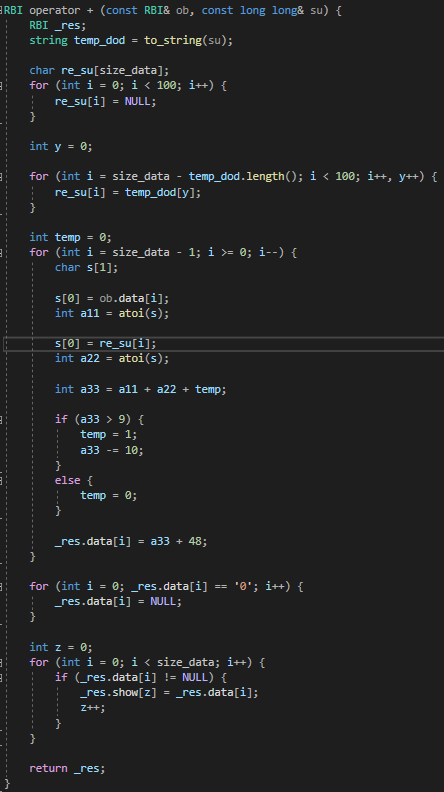 RBI operator + (const RBI& ob, const long long& su) {
    RBI _res;
    string temp_dod = to_string(su);

    char re_su[size_data];
    for (int i = 0; i < 100; i++) {
        re_su[i] = NULL;
    }

    int y = 0;

    for (int i = size_data - temp_dod.length(); i < 100; i++, y++) {
        re_su[i] = temp_dod[y];
    }

    int temp = 0;
    for (int i = size_data - 1; i >= 0; i--) {
        char s[1];

        s[0] = ob.data[i];
        int a11 = atoi(s);

        s[0] = re_su[i];
        int a22 = atoi(s);

        int a33 = a11 + a22 + temp;

        if (a33 > 9) {
            temp = 1;
            a33 -= 10;
        }
        else {
            temp = 0;
        }

        _res.data[i] = a33 + 48;
    }

    for (int i = 0; _res.data[i] == '0'; i++) {
        _res.data[i] = NULL;
    }

    int z = 0;
    for (int i = 0; i < size_data; i++) {
        if (_res.data[i] != NULL) {
            _res.show[z] = _res.data[i];
            z++;
        }
    }

    return _res;
}